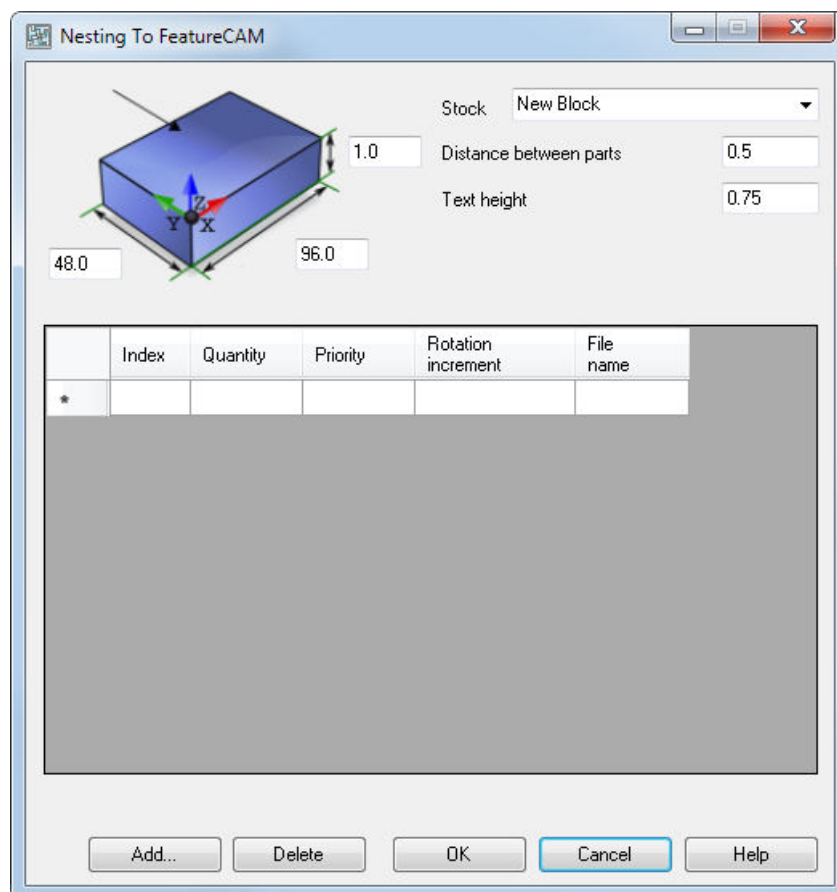 Nesting To FeatureCAM
Stock New Block
1.0 Distance between parts 0.5
Text height 0.75
Z
Y X
48.0 96.0
Index Quantity Priority Rotation increment File name
*
Add... Delete OK Cancel Help